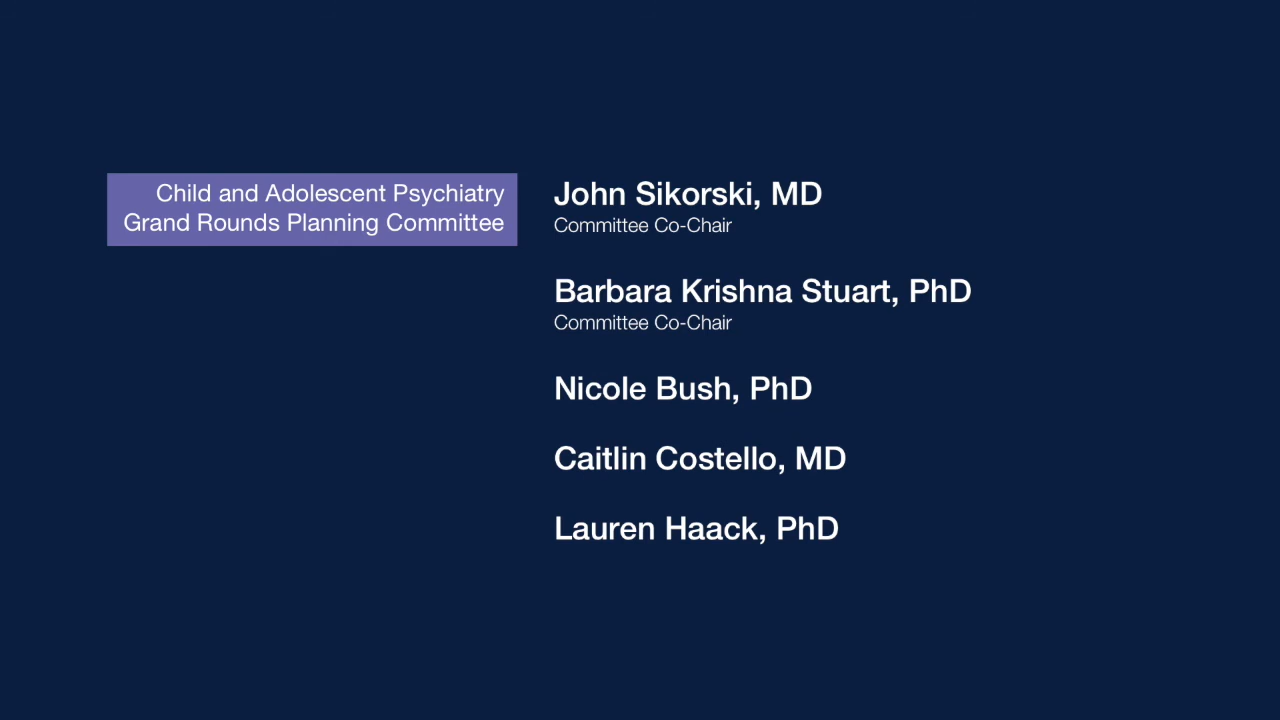 Child and Adolescent Psychiatry
Grand Rounds Planning Committee
John Sikorski, MD
Committee Co-Chair
Barbara Krishna Stuart, PhD
Committee Co-Chair
Nicole Bush, PhD
Caitlin Costello, MD
Lauren Haack, PhD